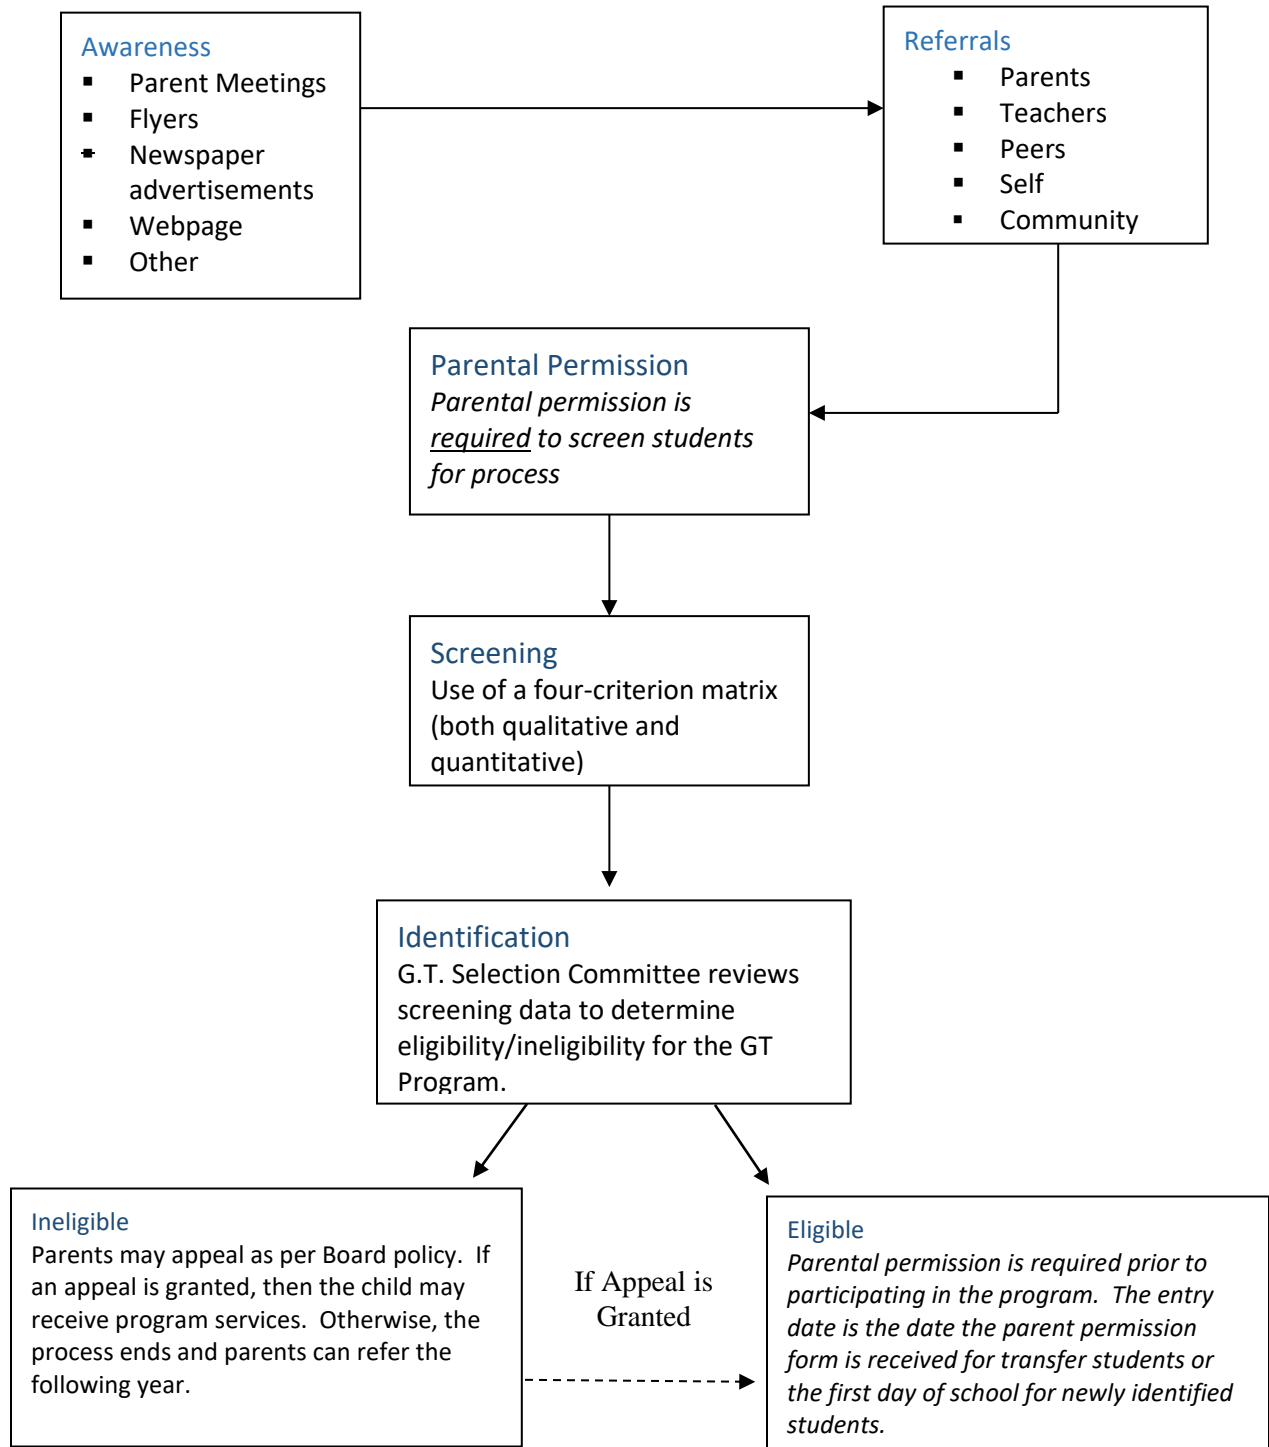 Awareness
▪ Parent Meetings
▪ Flyers
▪ Newspaper
advertisements
▪ Webpage
▪ Other
Referrals
▪ Parents
▪ Teachers
▪ Peers
▪ Self
▪ Community
Parental Permission
Parental permission is
required to screen students
for process
Screening
Use of a four-criterion matrix
(both qualitative and
quantitative)
Identification
G.T. Selection Committee reviews
screening data to determine
eligibility/ineligibility for the GT
Program.
Ineligible
Parents may appeal as per Board policy.  If
an appeal is granted, then the child may
receive program services.  Otherwise, the
process ends and parents can refer the
following year.
If Appeal is
Granted
Eligible
Parental permission is required prior to
participating in the program.  The entry
date is the date the parent permission
form is received for transfer students or
the first day of school for newly identified
students.